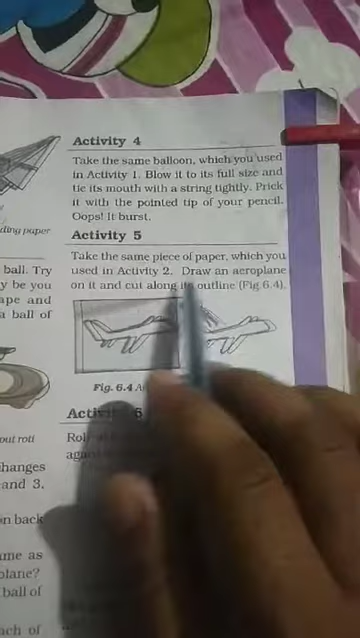 Activity 4
Take the same balloon, which you used
in Activity 1. Blow it to its full size and
tie its mouth with a string tightly. Prick
it with the pointed tip of your pencil.
Oops! It burst.
ding paper
Activity 5
Take the same piece of paper, which you
used in Activity 2. Draw an aeroplane
on it and cut along its outline (Fig.6.4).
ball. Try
y be you
ape and
a ball of
Fig. 6.4
6
out roti
hanges
and 3,
n back
me as
plane?
ball of
ach of